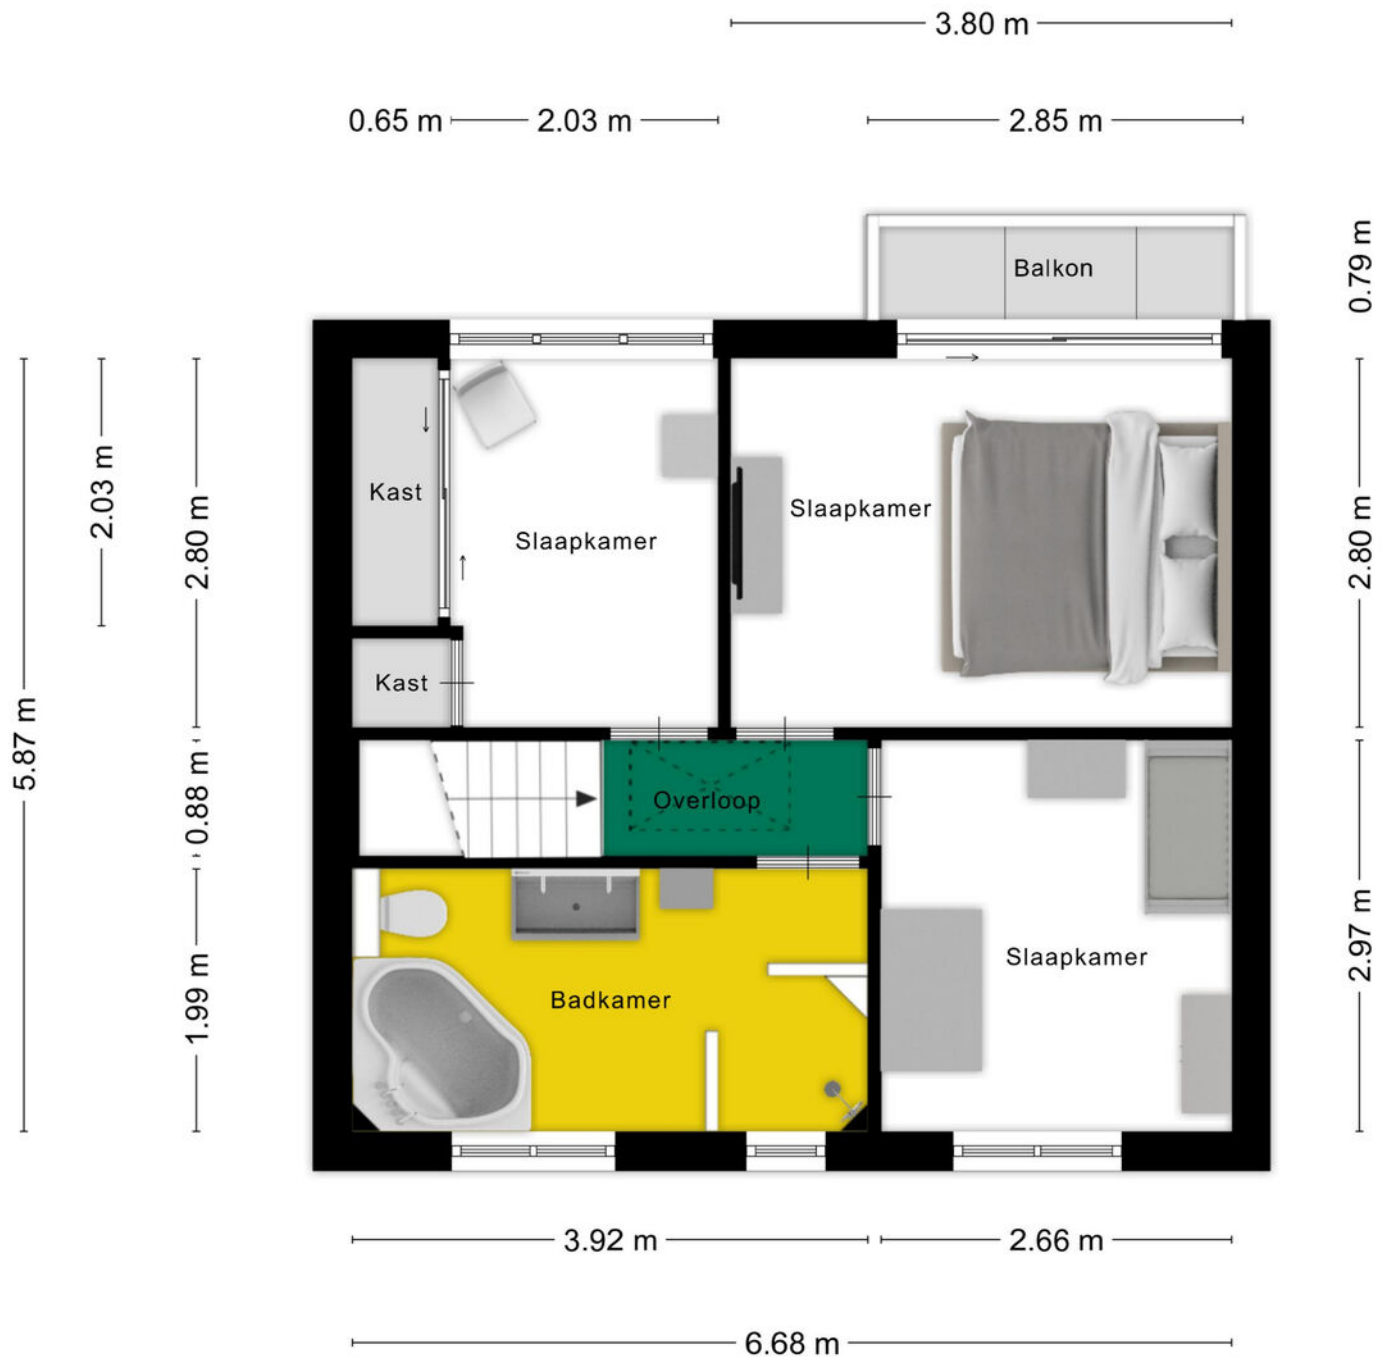 3.80 m
0.65 m
2.03 m
2.85 m
0.79 m
Balkon
Kast
Slaapkamer
Slaapkamer
Kast
2.03 m
2.80 m
2.80 m
5.87 m
0.88 m
Overloop
Badkamer
Slaapkamer
1.99 m
2.97 m
3.92 m
2.66 m
6.68 m